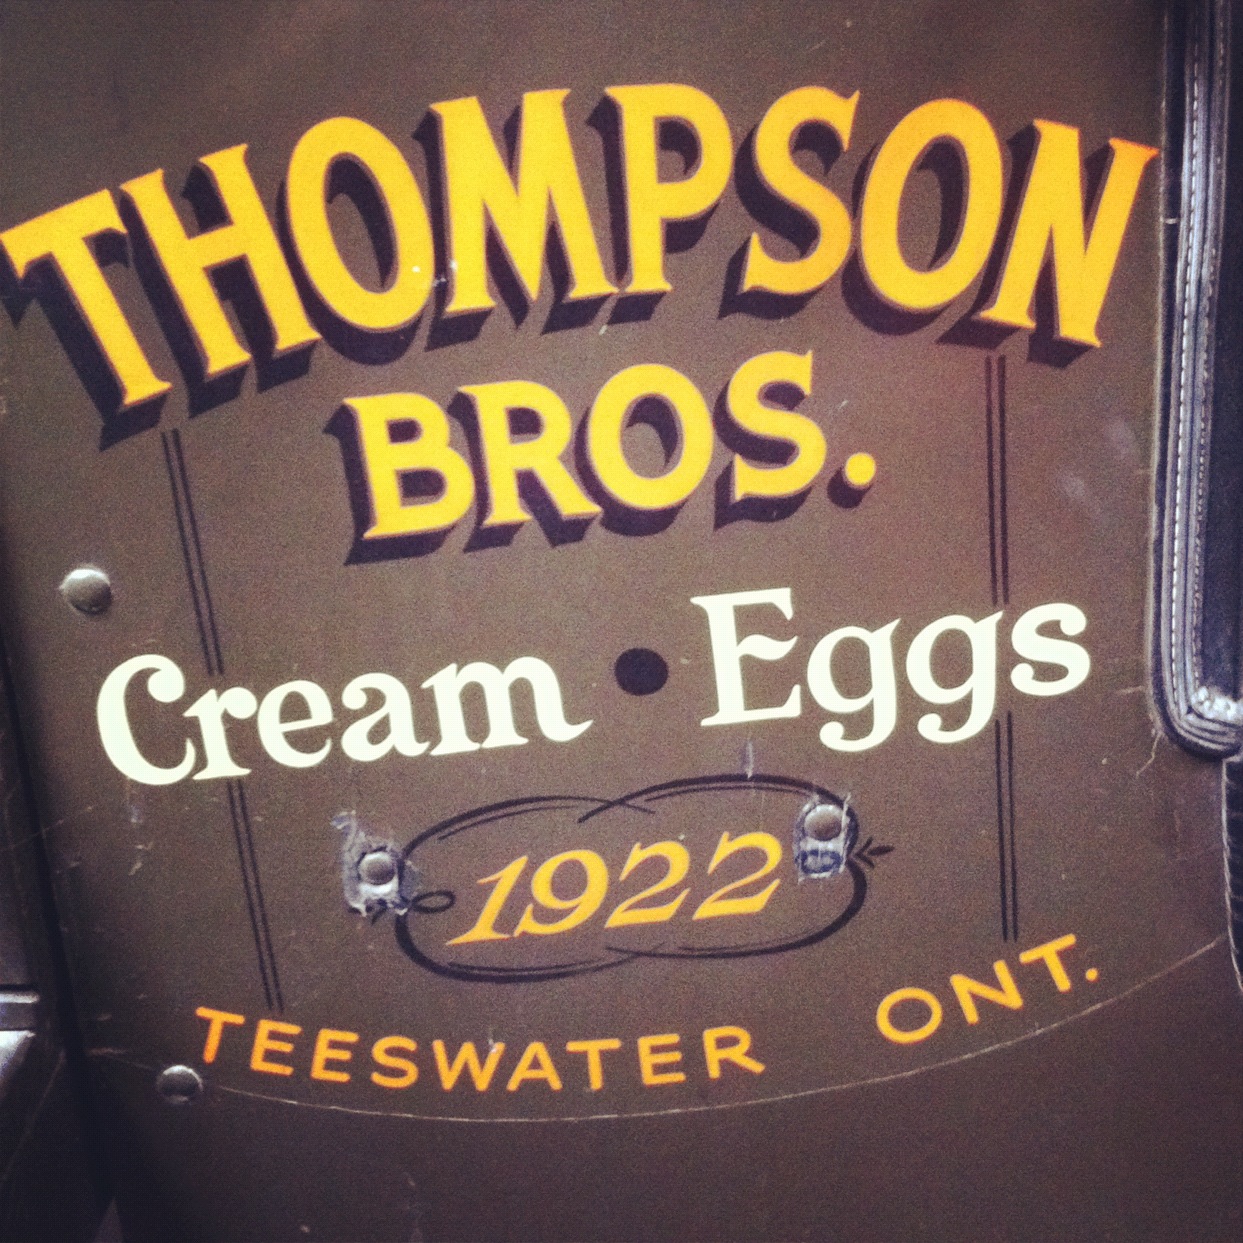 THOMPSON
BROS.
Cream • Eggs
1922
TEESWATER ONT.